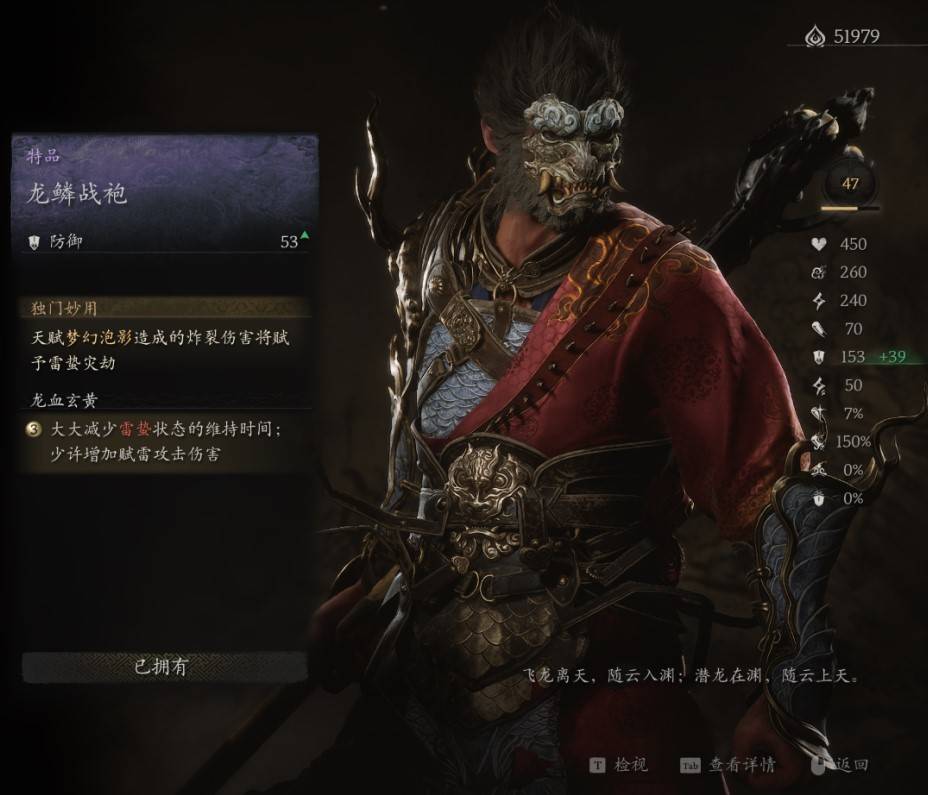 51979
特品
龙鳞战袍
防御 53
独门妙用
天赋梦幻泡影造成的炸裂伤害将赋
予雷蛰灾劫
龙血玄黄
3 大大减少雷蛰状态的维持时间；
少许增加赋雷攻击伤害
已拥有
47
450
260
240
70
153 +39
50
7%
150%
0%
0%
飞龙离天，随云入渊；潜龙在渊，随云上天。
T 检视 Tab 查看详情 返回